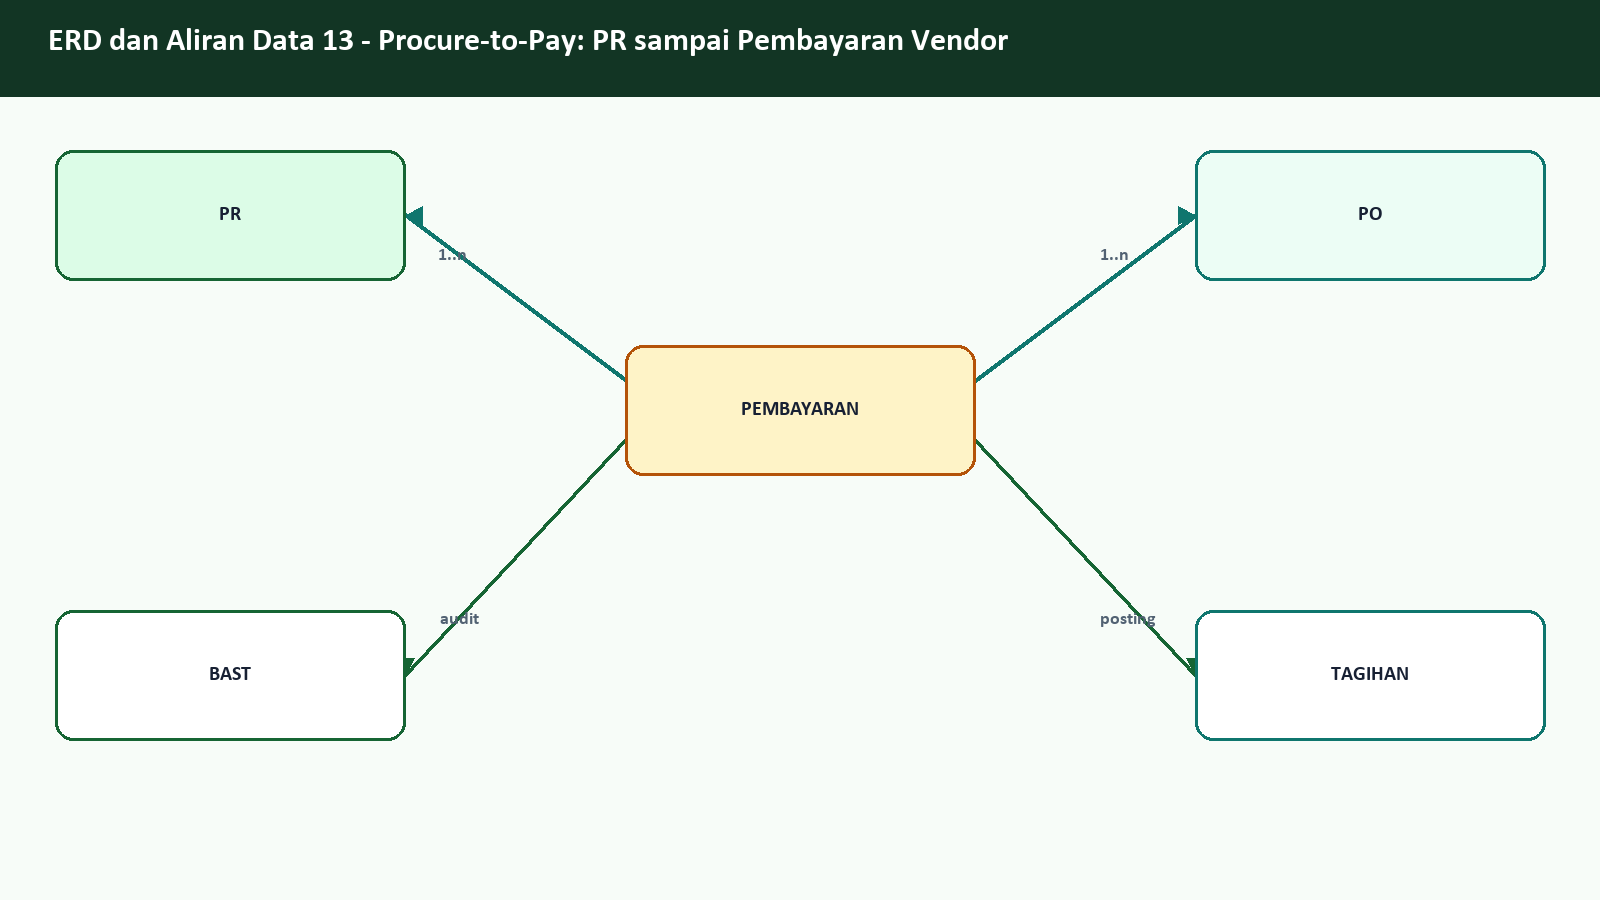 ERD dan Aliran Data 13 - Procure-to-Pay: PR sampai Pembayaran Vendor
PR
PO
1..n
1..n
PEMBAYARAN
audit
posting
BAST
TAGIHAN